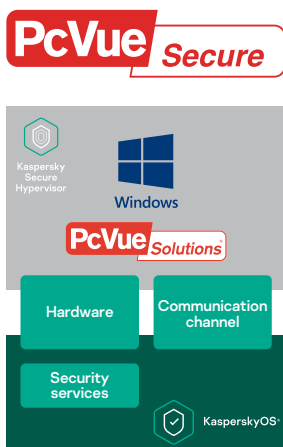 PcVue Secure
Kaspersky
Secure
Hypervisor
Windows
PcVue Solutions®
Hardware
Communication
channel
Security
services
KasperskyOS®